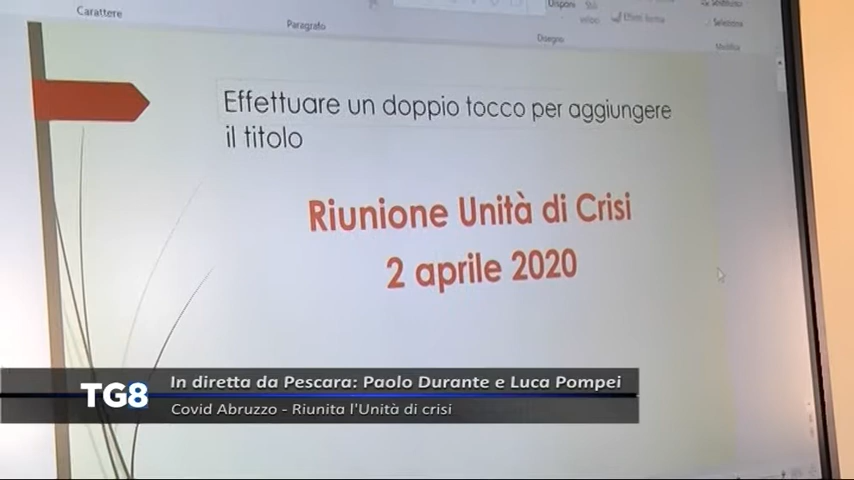 Carattere
Paragrafo
Disegno
Effettuare un doppio tocco per aggiungere
il titolo
Riunione Unità di Crisi
2 aprile 2020
TG8
In diretta da Pescara: Paolo Durante e Luca Pompei
Covid Abruzzo - Riunita l'Unità di crisi